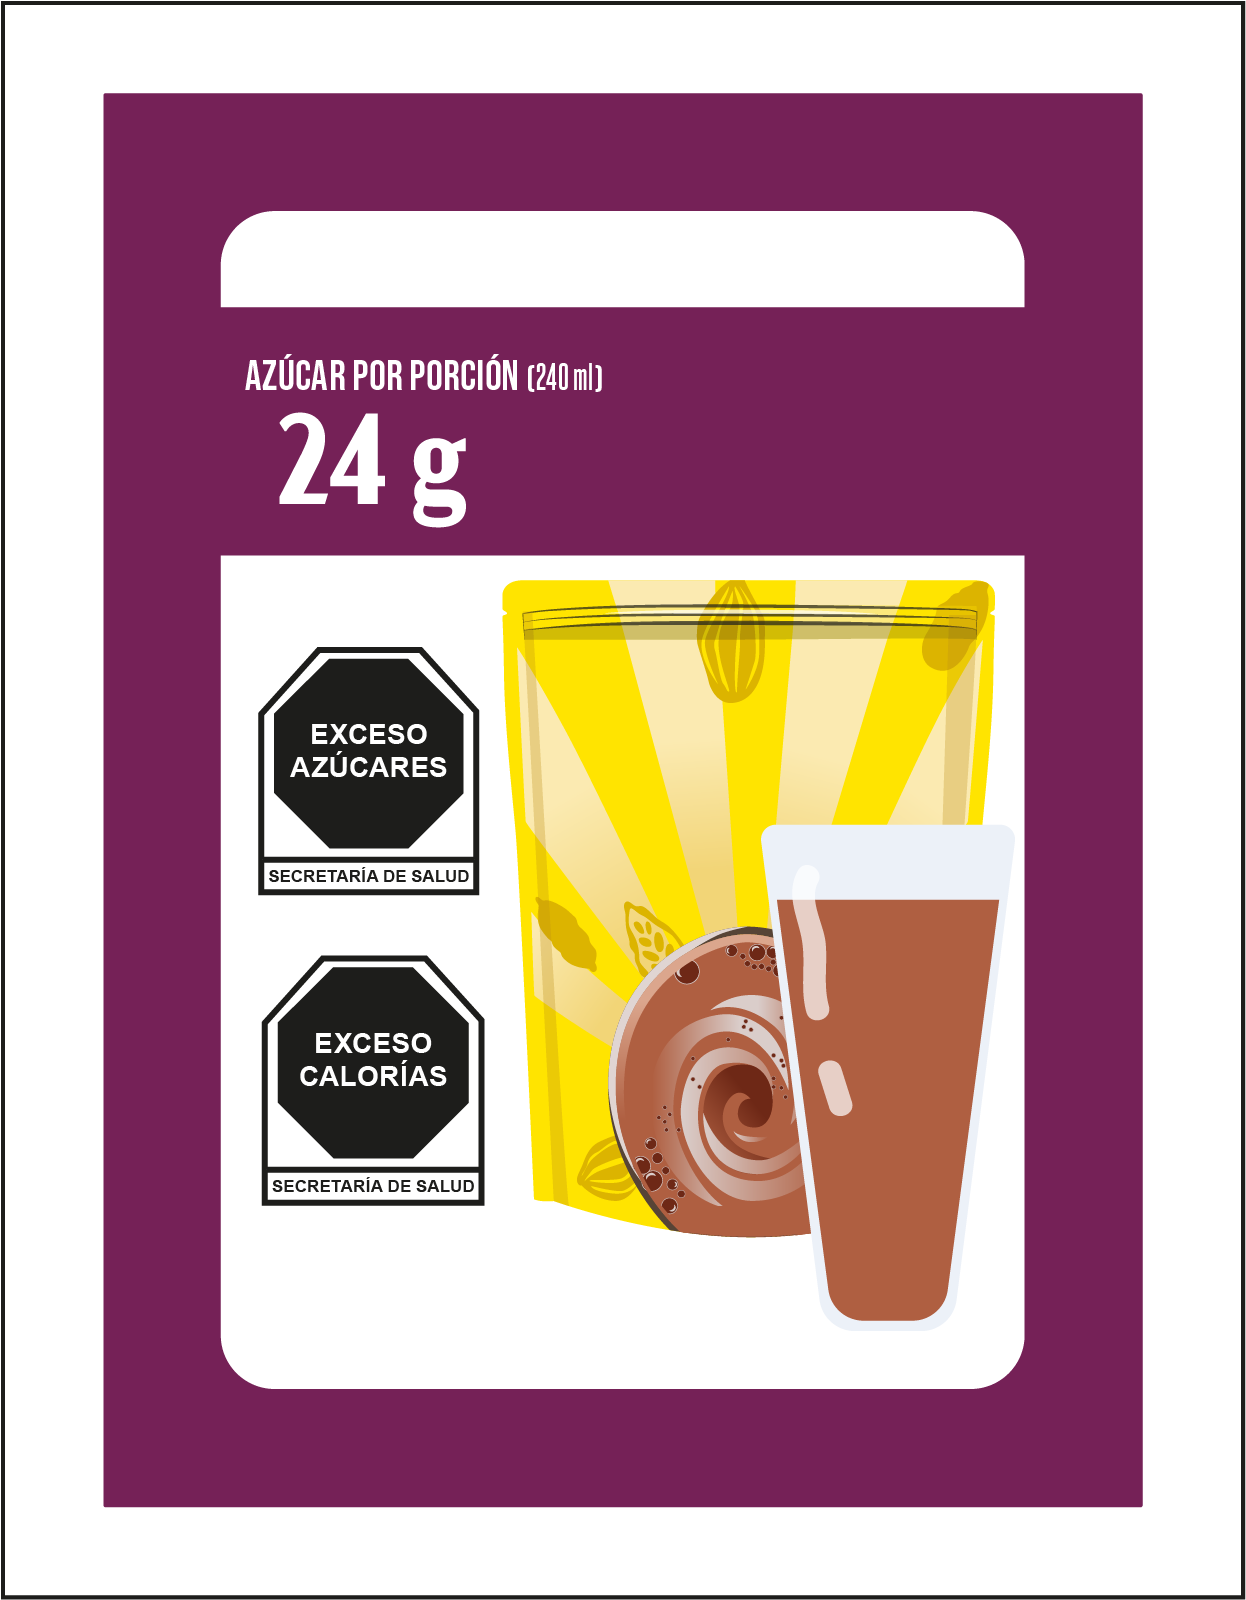 AZÚCAR POR PORCIÓN (240 ml)
24 g
EXCESO
AZÚCARES
SECRETARÍA DE SALUD
EXCESO
CALORÍAS
SECRETARÍA DE SALUD